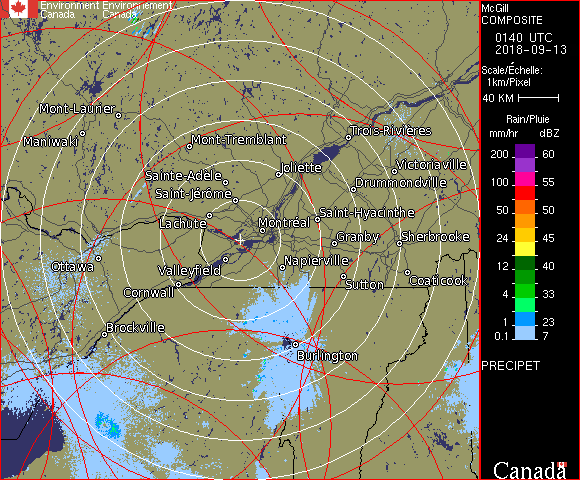 Environment Environnement
Canada Canada
Mont-Laurier
Maniwaki
Mont-Tremblant
Trois-Rivières
Sainte-Adèle
Joliette
Victoriaville
Saint-Jérôme
Drummondville
Lachute
Montréal
Saint-Hyacinthe
Granby
Sherbrooke
Ottawa
Valleyfield
Napierville
Cornwall
Sutton
Coaticook
Brockville
Burlington
McGill
COMPOSITE
0140 UTC
2018-09-13
Scale/Échelle:
1km/Pixel
40 KM
Rain/Pluie
mm/hr dBZ
200 60
150 57
100 55
50 50
24 45
12 40
4 33
1 23
0.1 7
PRECIPET
Canada